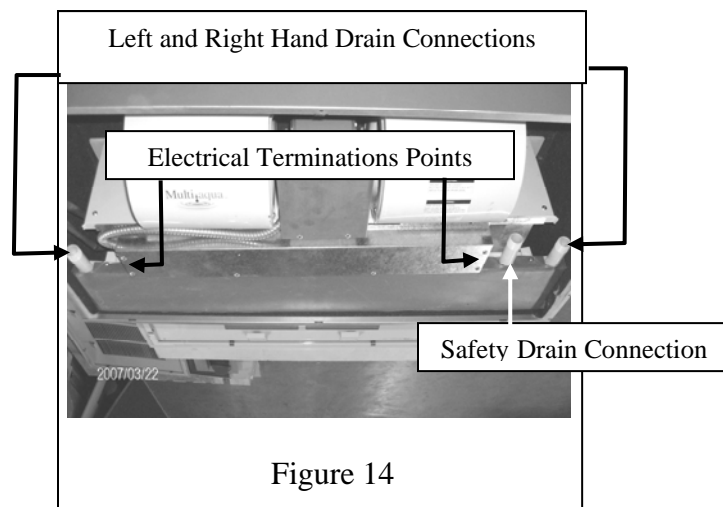 Left and Right Hand Drain Connections
Electrical Terminations Points
Multiaqua
Safety Drain Connection
2007/03/22
Figure 14